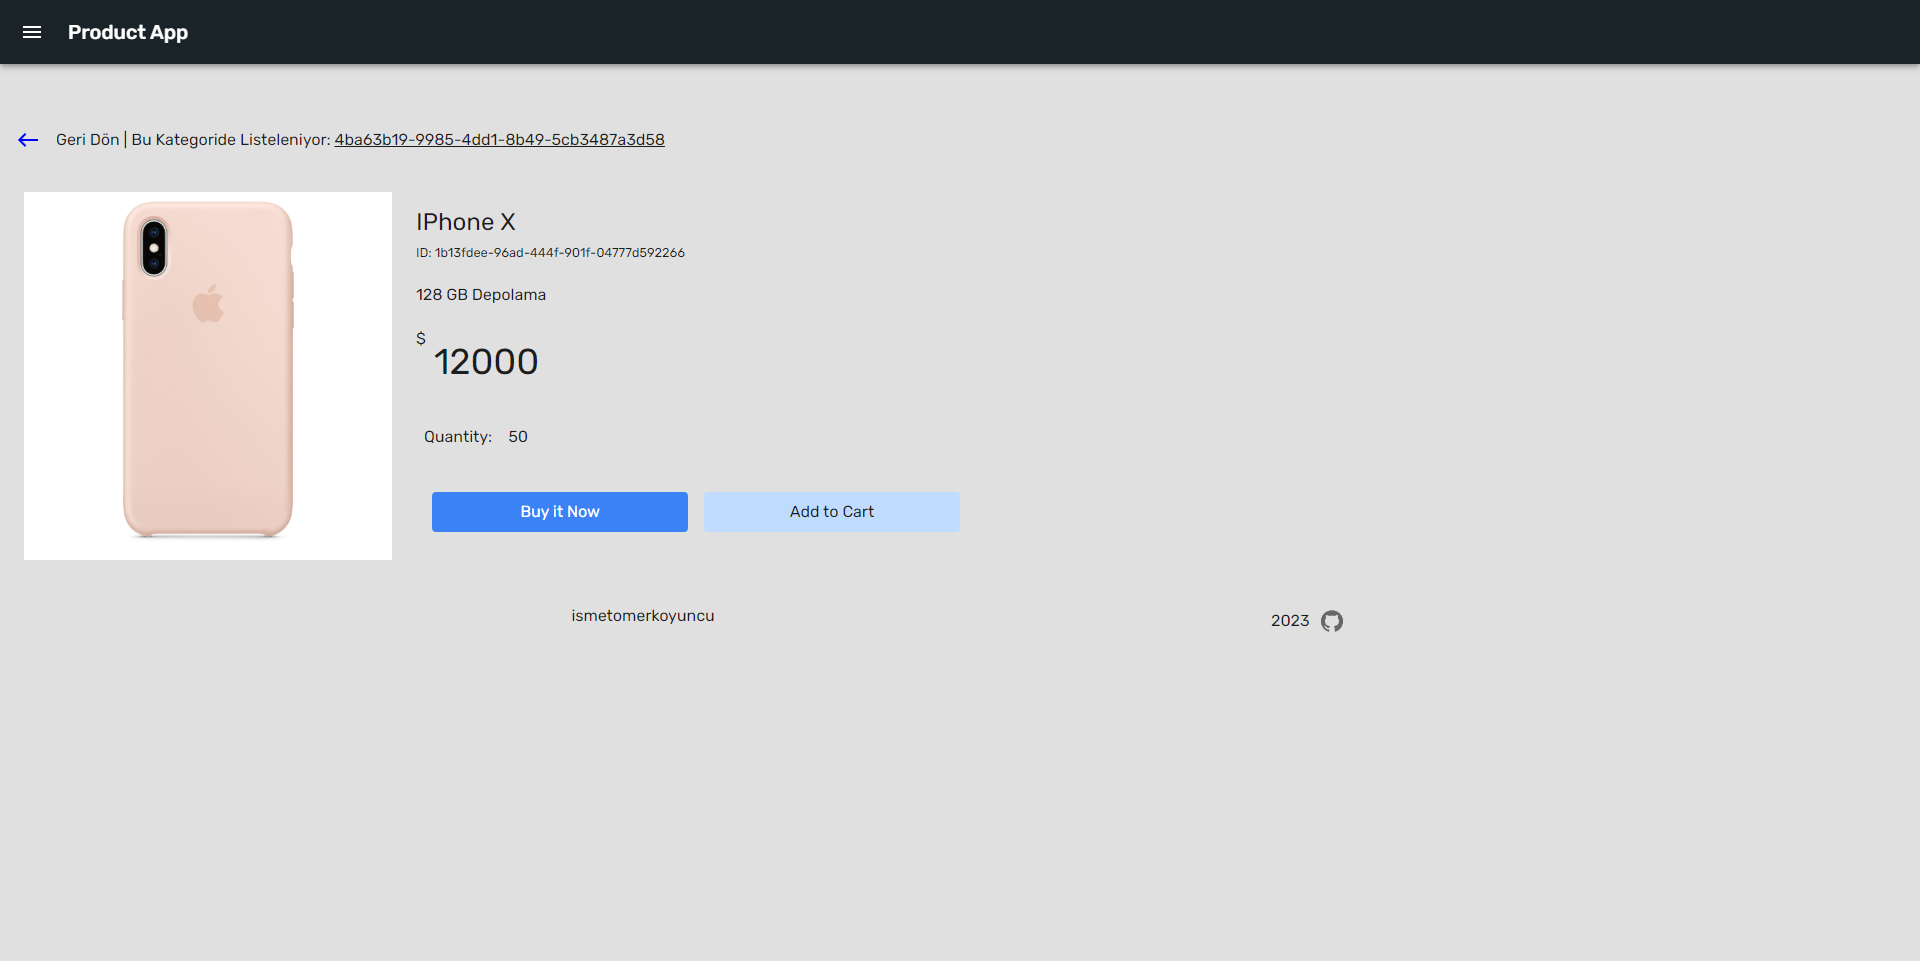 Product App
Geri Dön | Bu Kategoride Listeleniyor: 4ba63b19-9985-4dd1-8b49-5cb3487a3d58
IPhone X
ID: 1b13fdee-96ad-444f-901f-04777d592266
128 GB Depolama
$ 12000
Quantity: 50
Buy it Now
Add to Cart
ismetomerkoyuncu
2023